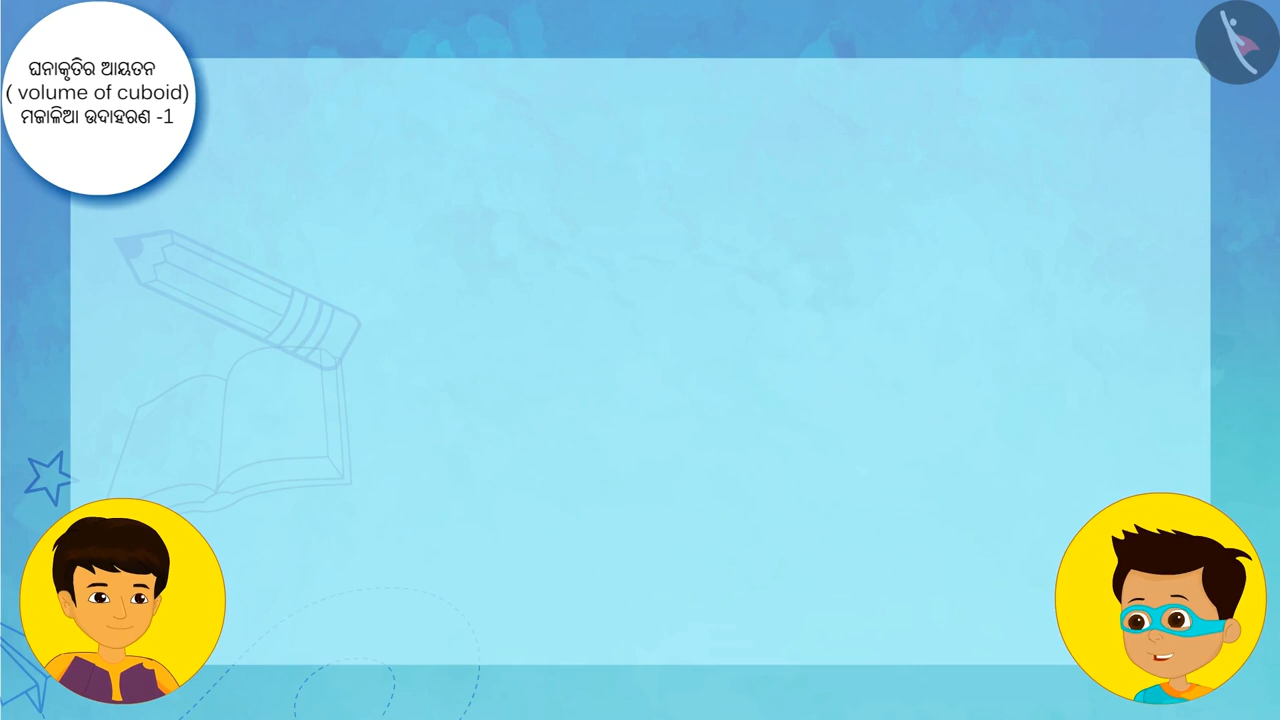 ଘନାକୃତିର ଆୟତନ
( volume of cuboid)
ମଜାଳିଆ ଉଦାହରଣ -1